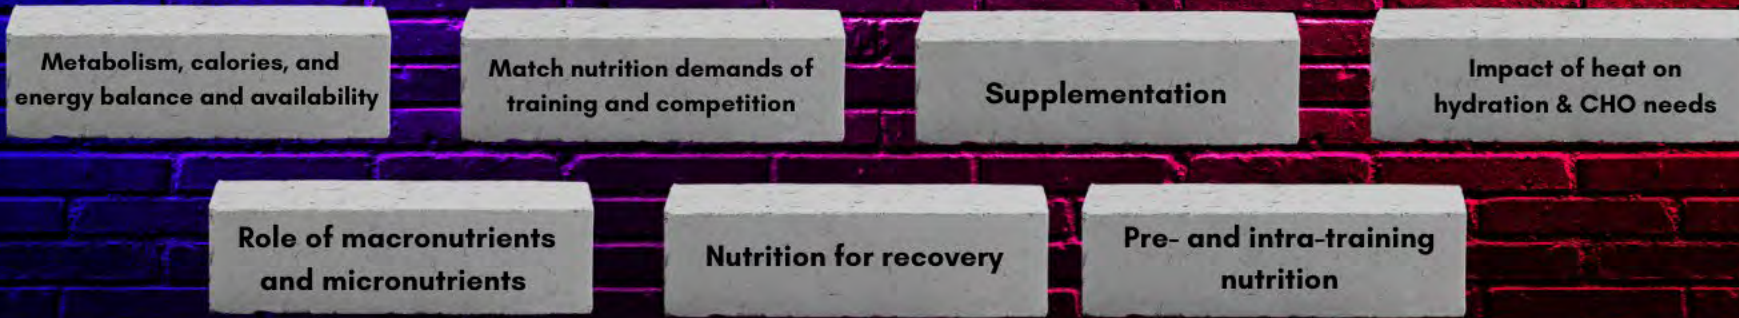 Metabolism, calories, and
energy balance and availability
Match nutrition demands of
training and competition
Supplementation
Impact of heat on
hydration & CHO needs
Role of macronutrients
and micronutrients
Nutrition for recovery
Pre- and intra-training
nutrition